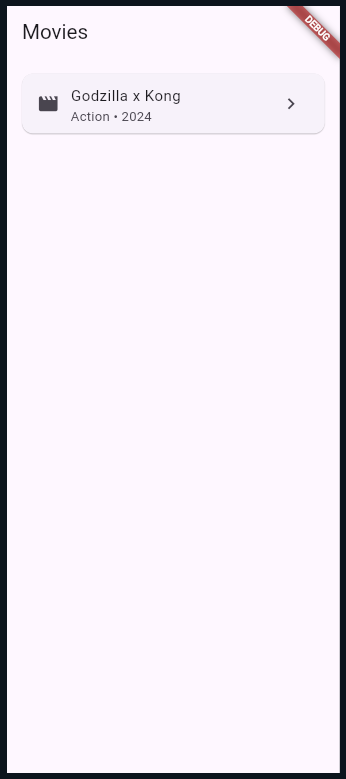 Movies
DEBUG
Godzilla x Kong
Action • 2024